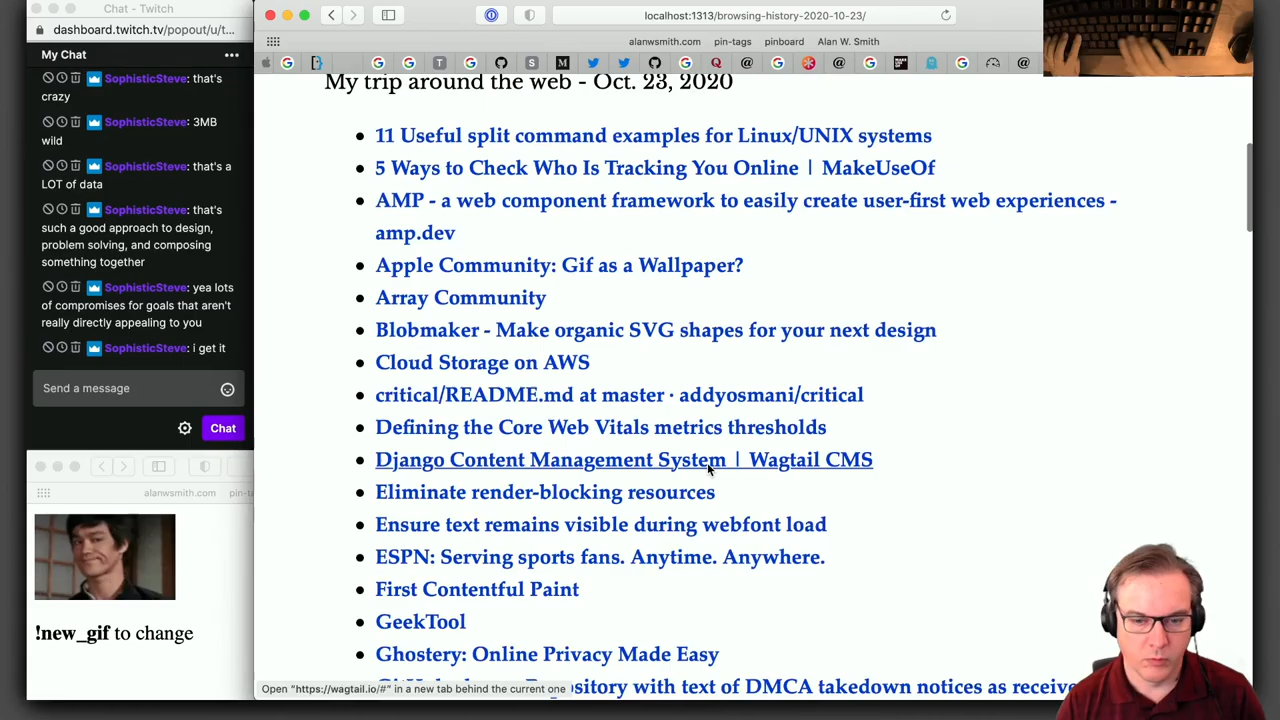 Chat - Twitch
dashboard.twitch.tv/popout/u/t...
My Chat
SophisticSteve: that's
crazy
SophisticSteve: 3MB
wild
SophisticSteve: that's a
LOT of data
SophisticSteve: that's
such a good approach to design,
problem solving, and composing
something together
SophisticSteve: yea lots
of compromises for goals that aren't
really directly appealing to you
SophisticSteve: i get it
Send a message
Chat
alanwsmith.com pin-ta
!new_gif to change
localhost:1313/browsing-history-2020-10-23/
alanwsmith.com pin-tags pinboard Alan W. Smith
My trip around the web - Oct. 23, 2020
11 Useful split command examples for Linux/UNIX systems
5 Ways to Check Who Is Tracking You Online | MakeUseOf
AMP - a web component framework to easily create user-first web experiences -
amp.dev
Apple Community: Gif as a Wallpaper?
Array Community
Blobmaker - Make organic SVG shapes for your next design
Cloud Storage on AWS
critical/README.md at master · addyosmani/critical
Defining the Core Web Vitals metrics thresholds
Django Content Management System | Wagtail CMS
Eliminate render-blocking resources
Ensure text remains visible during webfont load
ESPN: Serving sports fans. Anytime. Anywhere.
First Contentful Paint
GeekTool
Ghostery: Online Privacy Made Easy
ository with text of DMCA takedown notices as receive
Open "https://wagtail.io/#" in a new tab behind the current one